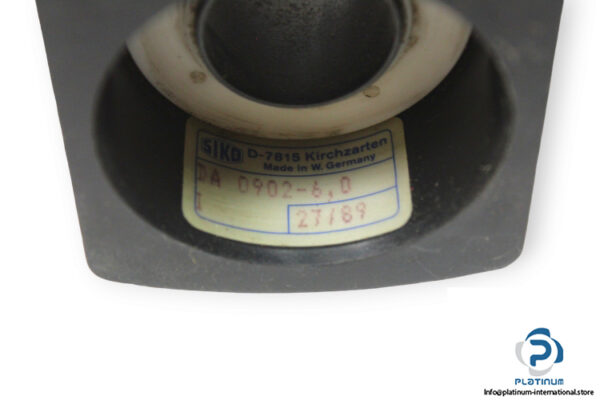 SIKO D-7815 Kirchzarten
Made in W. Germany
DA 0902-6,0
I
27/89
PLATINUM
Info@platinum-international.store